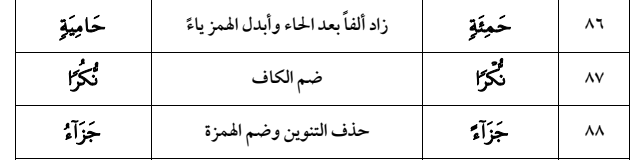 ٨٦ حَمِئَةٖ زاد ألفاً بعد الحاء وأبدل الهمز ياءً حَامِيَةٖ
٨٧ نُّكۡرٗا ضم الكاف نُّكُرٗا
٨٨ جَزَآءً حذف التنوين وضم الهمزة جَزَآءُ